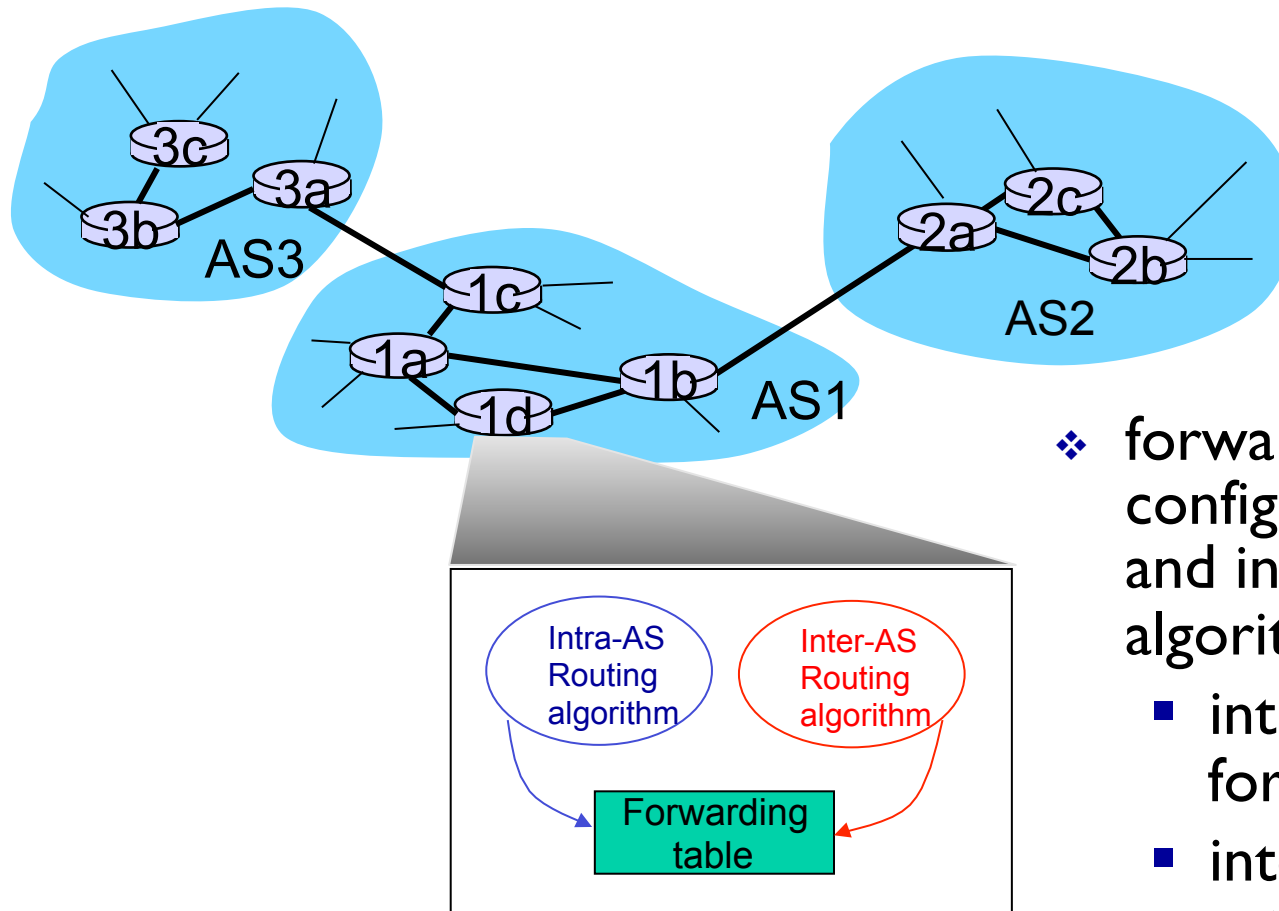 3c
3a
3b
AS3
2c
2a
2b
AS2
1c
1a
1b
1d
AS1
Intra-AS
Routing
algorithm
Inter-AS
Routing
algorithm
Forwarding
table
forwa
config
and in
algorit
int
for
int